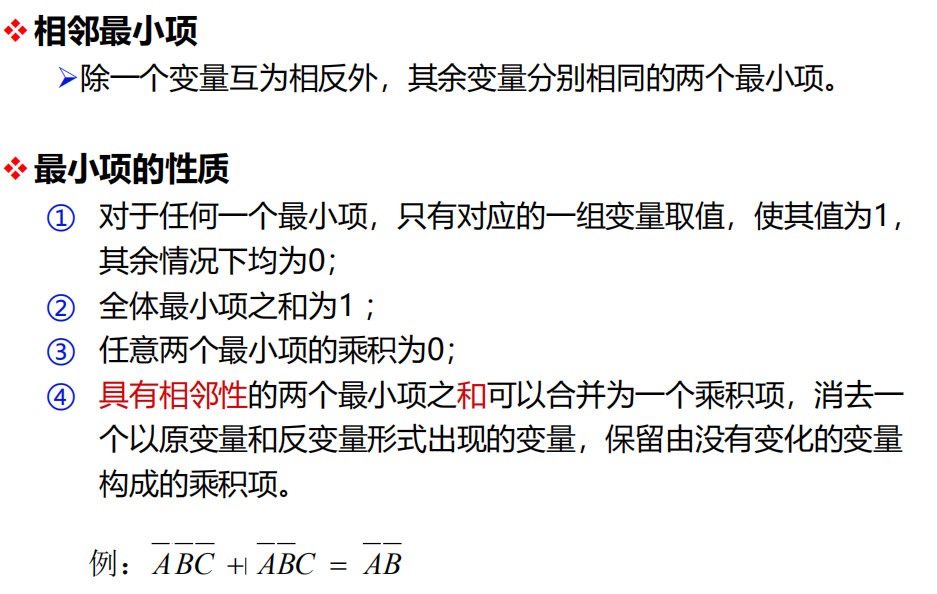 ❖ 相邻最小项
➢除一个变量互为相反外，其余变量分别相同的两个最小项。
❖ 最小项的性质
① 对于任何一个最小项，只有对应的一组变量取值，使其值为1，
其余情况下均为0；
② 全体最小项之和为1；
③ 任意两个最小项的乘积为0；
④ 具有相邻性的两个最小项之和可以合并为一个乘积项，消去一
个以原变量和反变量形式出现的变量，保留由没有变化的变量
构成的乘积项。
例：A̅ B̅C̅ + A̅B̅C = A̅B̅